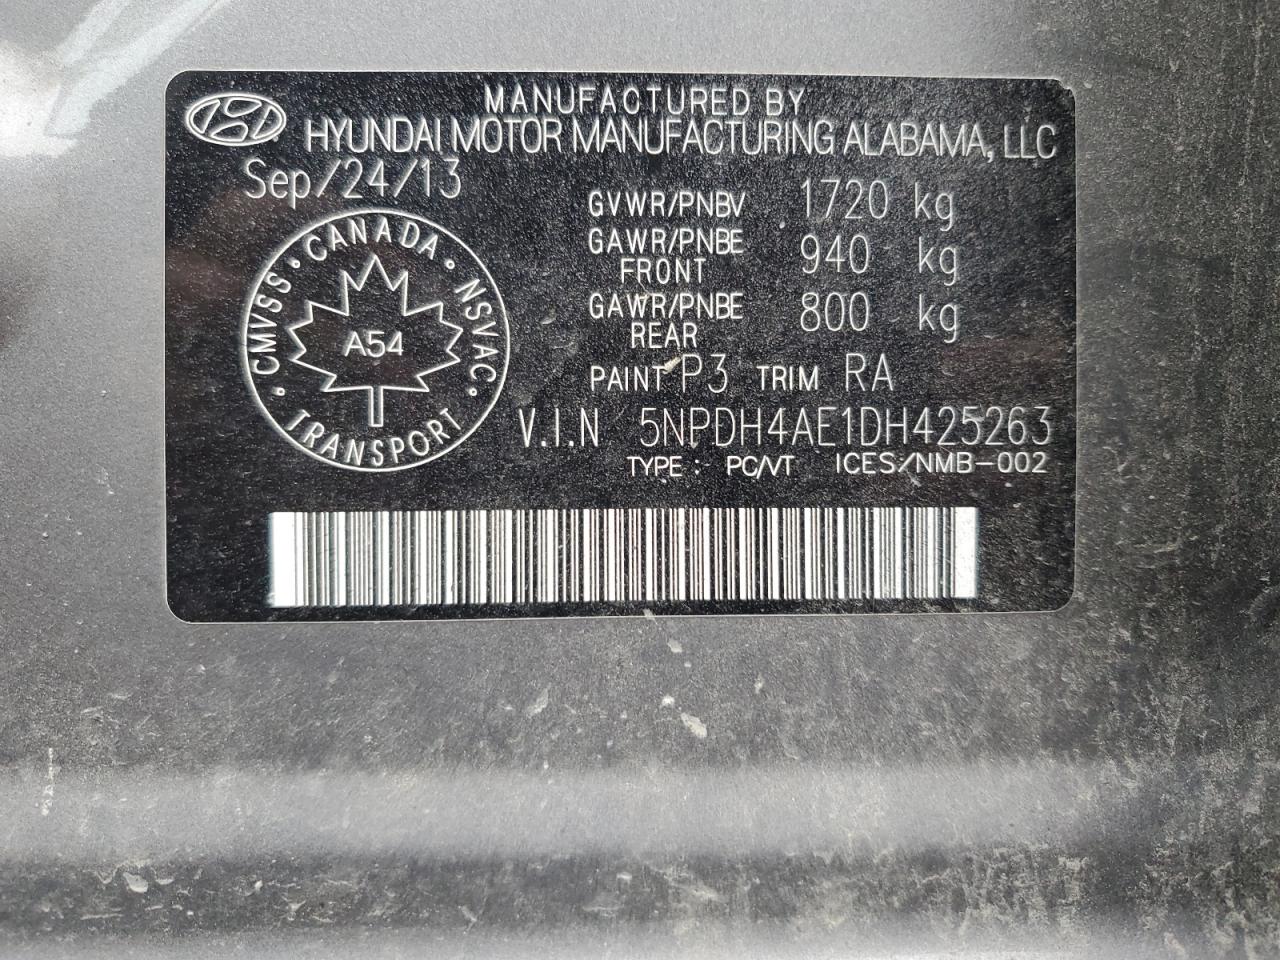 MANUFACTURED BY
HYUNDAI MOTOR MANUFACTURING ALABAMA, LLC
Sep/24/13
GVWR/PNBV 1720 kg
GAWR/PNBE 940 kg
FRONT
GAWR/PNBE 800 kg
REAR
PAINT P3 TRIM RA
V.I.N 5NPDH4AE1DH425263
TYPE : PC/VT ICES/NMB-002
· CMVSS · CANADA · NSVAC ·
A54
TRANSPORT